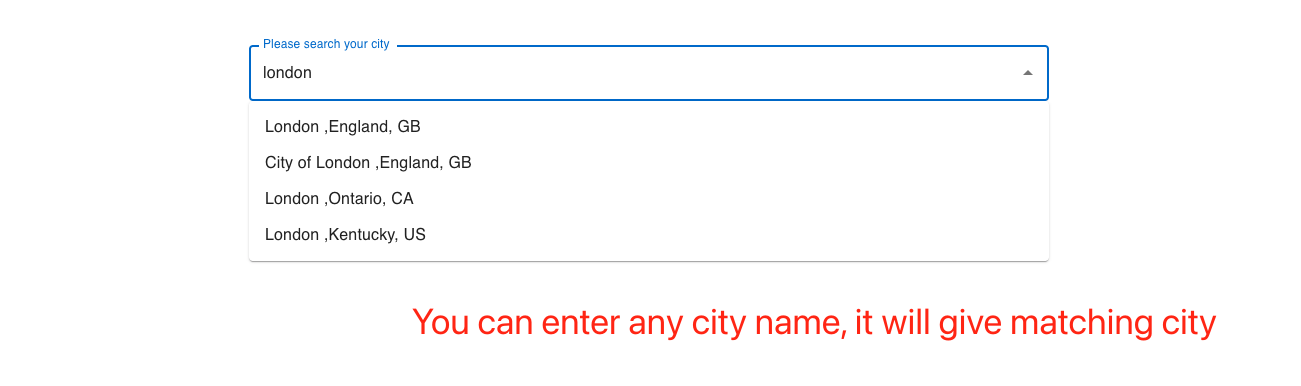 Please search your city
london
London ,England, GB
City of London ,England, GB
London ,Ontario, CA
London ,Kentucky, US
You can enter any city name, it will give matching city